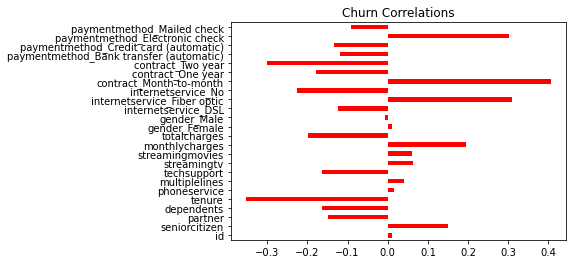 Churn Correlations
paymentmethod_Mailed check
paymentmethod_Electronic check
paymentmethod_Credit card (automatic)
paymentmethod_Bank transfer (automatic)
contract_Two year
contract_One year
contract_Month-to-month
internetservice_No
internetservice_Fiber optic
internetservice_DSL
gender_Male
gender_Female
totalcharges
monthlycharges
streamingmovies
streamingtv
techsupport
multiplelines
phoneservice
tenure
dependents
partner
seniorcitizen
id
−0.3 −0.2 −0.1 0.0 0.1 0.2 0.3 0.4